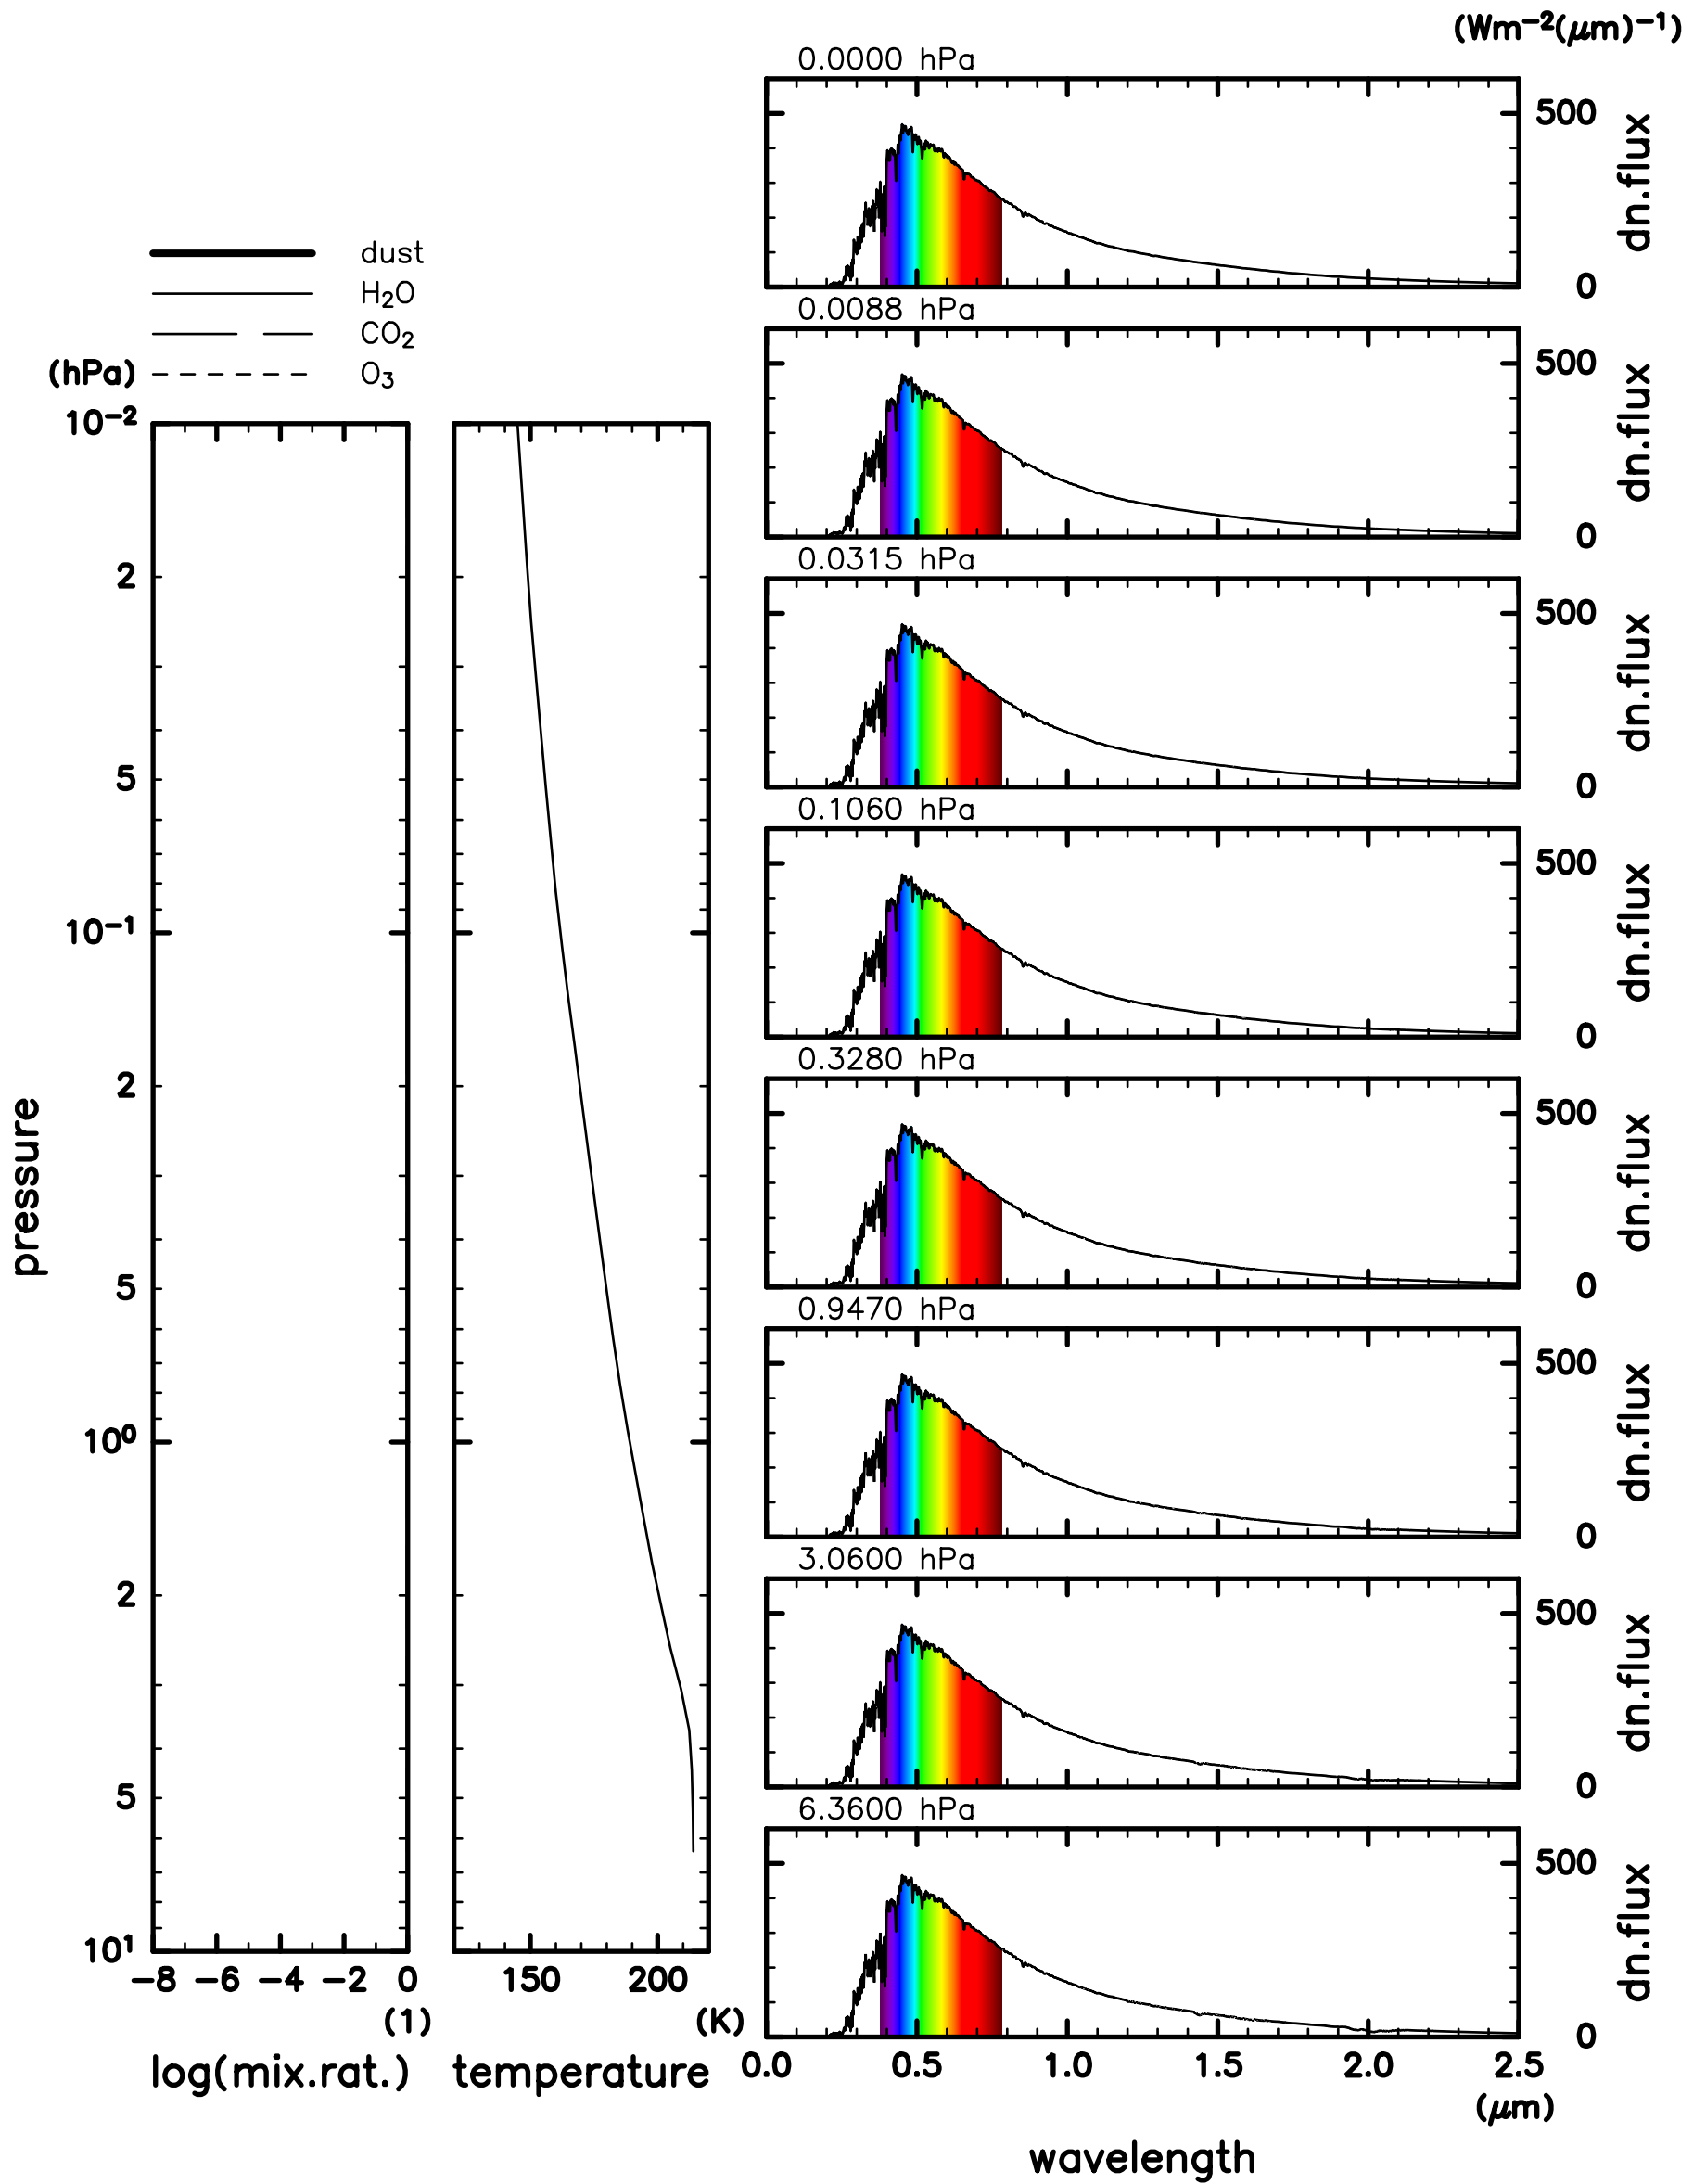 (Wm−2(μm)−1)
dust
H2O
CO2
O3
(hPa)
10−2
2
5
10−1
2
5
100
2
5
101
pressure
−8 −6 −4 −2 0
(1)
log(mix.rat.)
150 200
(K)
temperature
0.0000 hPa
500
0
dn.flux
0.0088 hPa
500
0
dn.flux
0.0315 hPa
500
0
dn.flux
0.1060 hPa
500
0
dn.flux
0.3280 hPa
500
0
dn.flux
0.9470 hPa
500
0
dn.flux
3.0600 hPa
500
0
dn.flux
6.3600 hPa
500
0
dn.flux
0.0 0.5 1.0 1.5 2.0 2.5
(μm)
wavelength